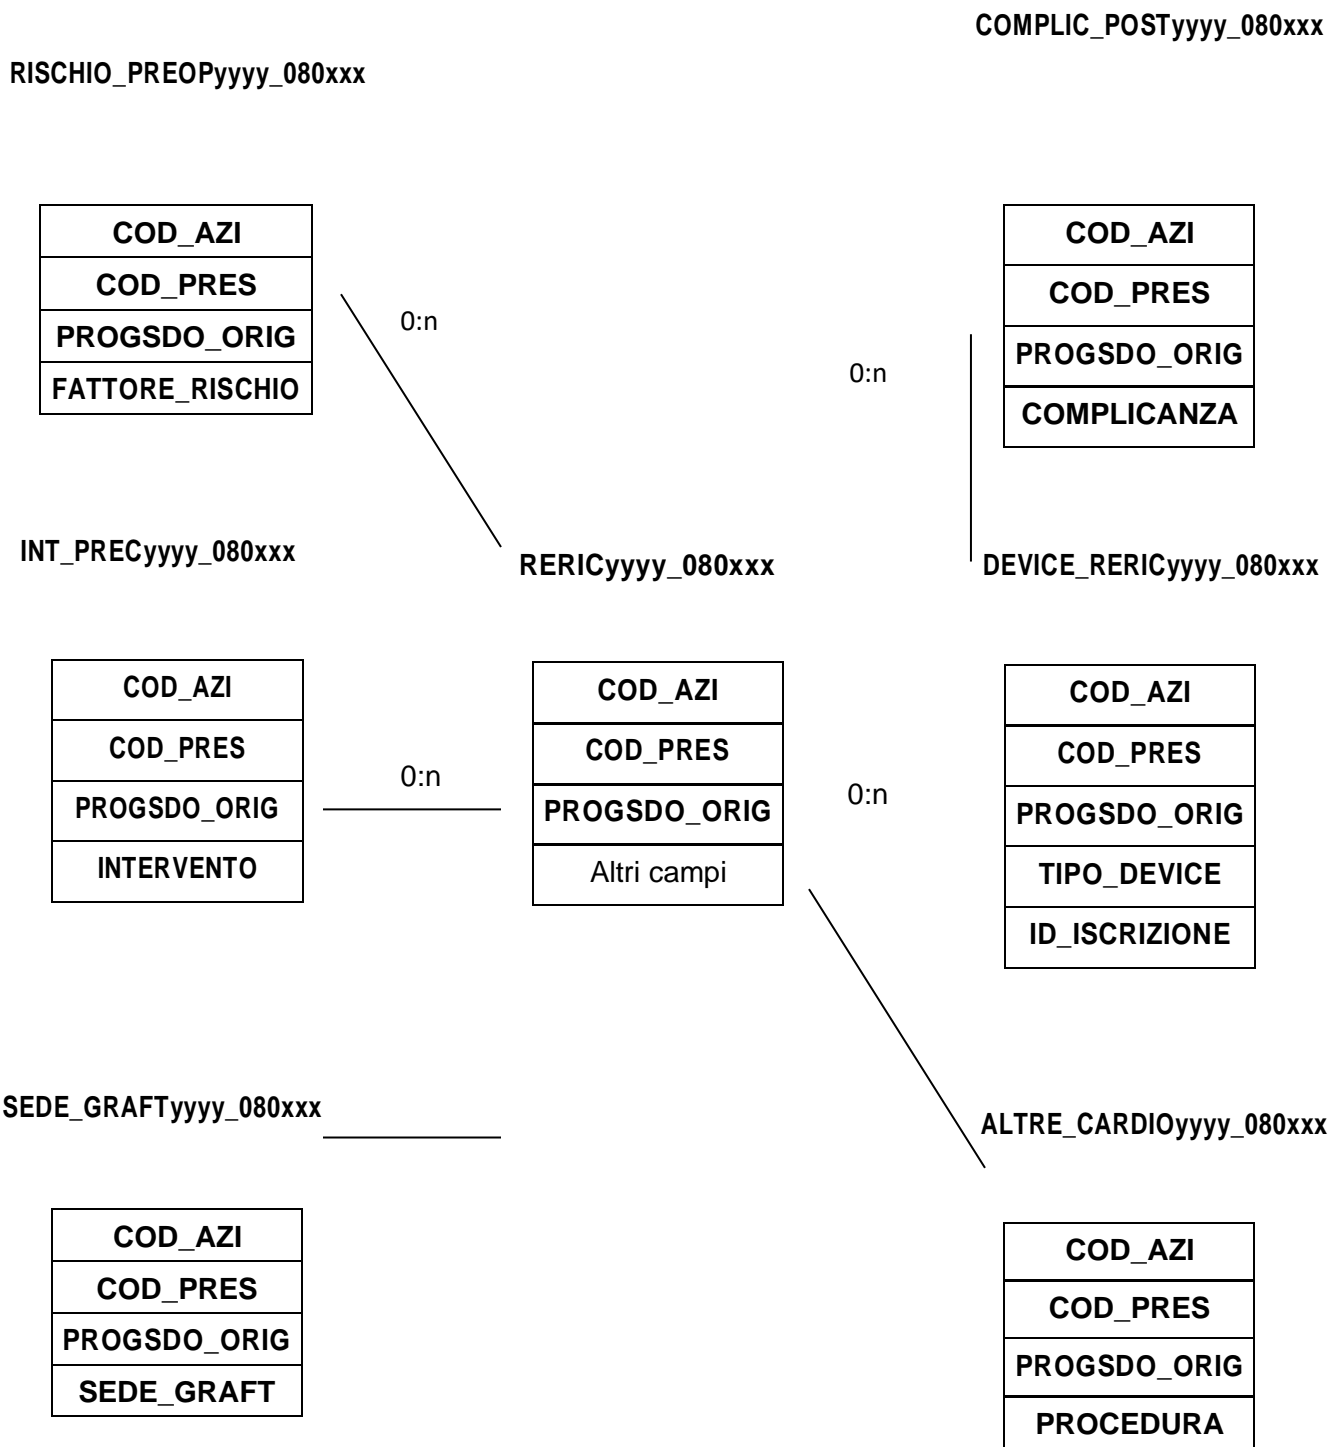 COMPLIC_POSTyyyy_080xxx
RISCHIO_PREOPyyyy_080xxx
COD_AZI
COD_PRES
PROGSDO_ORIG
FATTORE_RISCHIO
0:n
0:n
COD_AZI
COD_PRES
PROGSDO_ORIG
COMPLICANZA
INT_PRECyyyy_080xxx
RERICyyyy_080xxx
DEVICE_RERICyyyy_080xxx
COD_AZI
COD_PRES
PROGSDO_ORIG
INTERVENTO
0:n
COD_AZI
COD_PRES
PROGSDO_ORIG
Altri campi
0:n
COD_AZI
COD_PRES
PROGSDO_ORIG
TIPO_DEVICE
ID_ISCRIZIONE
SEDE_GRAFTyyyy_080xxx
ALTRE_CARDIOyyyy_080xxx
COD_AZI
COD_PRES
PROGSDO_ORIG
SEDE_GRAFT
COD_AZI
COD_PRES
PROGSDO_ORIG
PROCEDURA